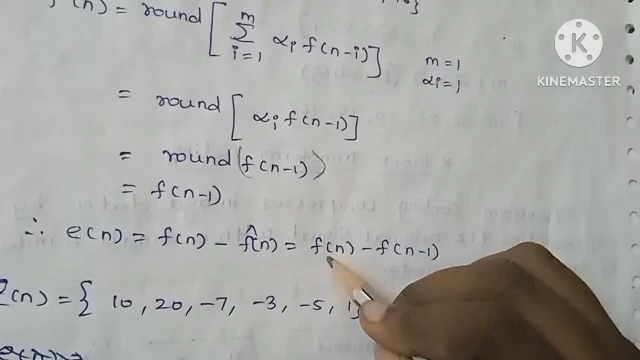 (n) = round [ m Σ i=1 αi f(n-i) ] m=1
αi=1
KINEMASTER
= round [ αi f(n-1) ]
= round (f(n-1))
= f(n-1)
∴ e(n) = f(n) - f̂(n) = f(n) - f(n-1)
(n) = { 10, 20, -7, -3, -5, 1